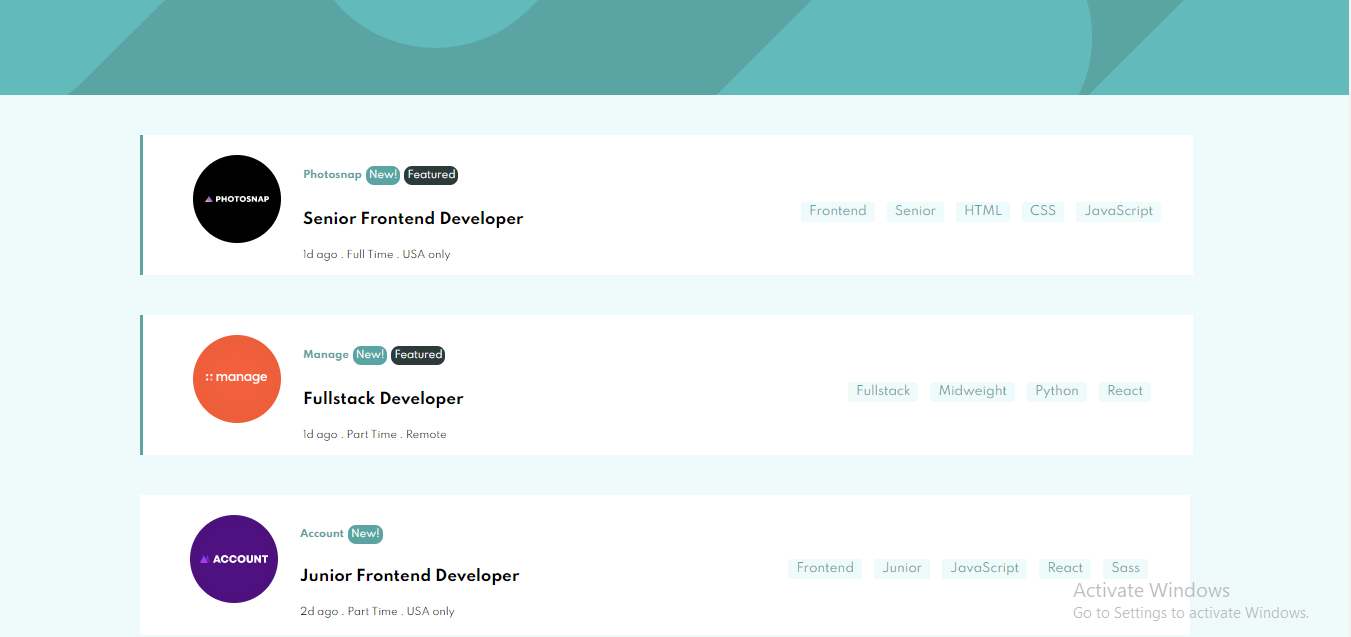 PHOTOSNAP
Photosnap New! Featured
Senior Frontend Developer
1d ago . Full Time . USA only
Frontend Senior HTML CSS JavaScript
manage
Manage New! Featured
Fullstack Developer
1d ago . Part Time . Remote
Fullstack Midweight Python React
ACCOUNT
Account New!
Junior Frontend Developer
2d ago . Part Time . USA only
Frontend Junior JavaScript React Sass
Activate Windows
Go to Settings to activate Windows.